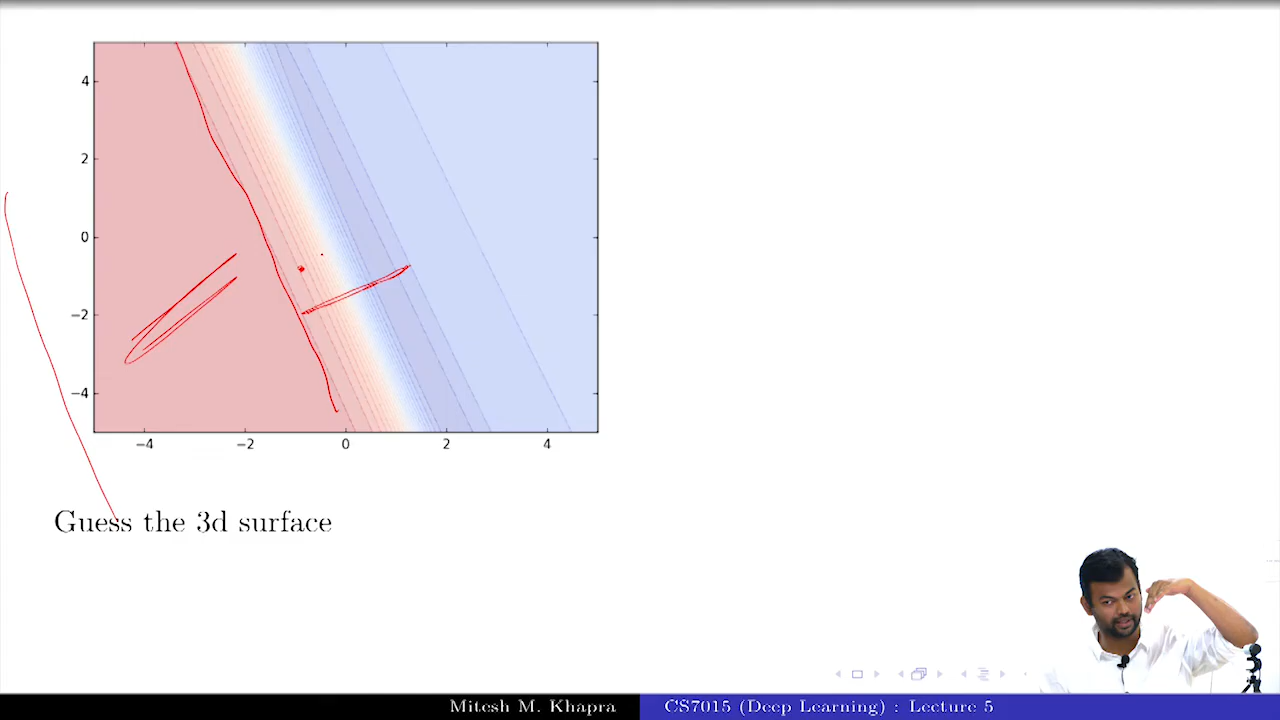 4
2
0
−2
−4
−4 −2 0 2 4
Guess the 3d surface
Mitesh M. Khapra CS7015 (Deep Learning) : Lecture 5